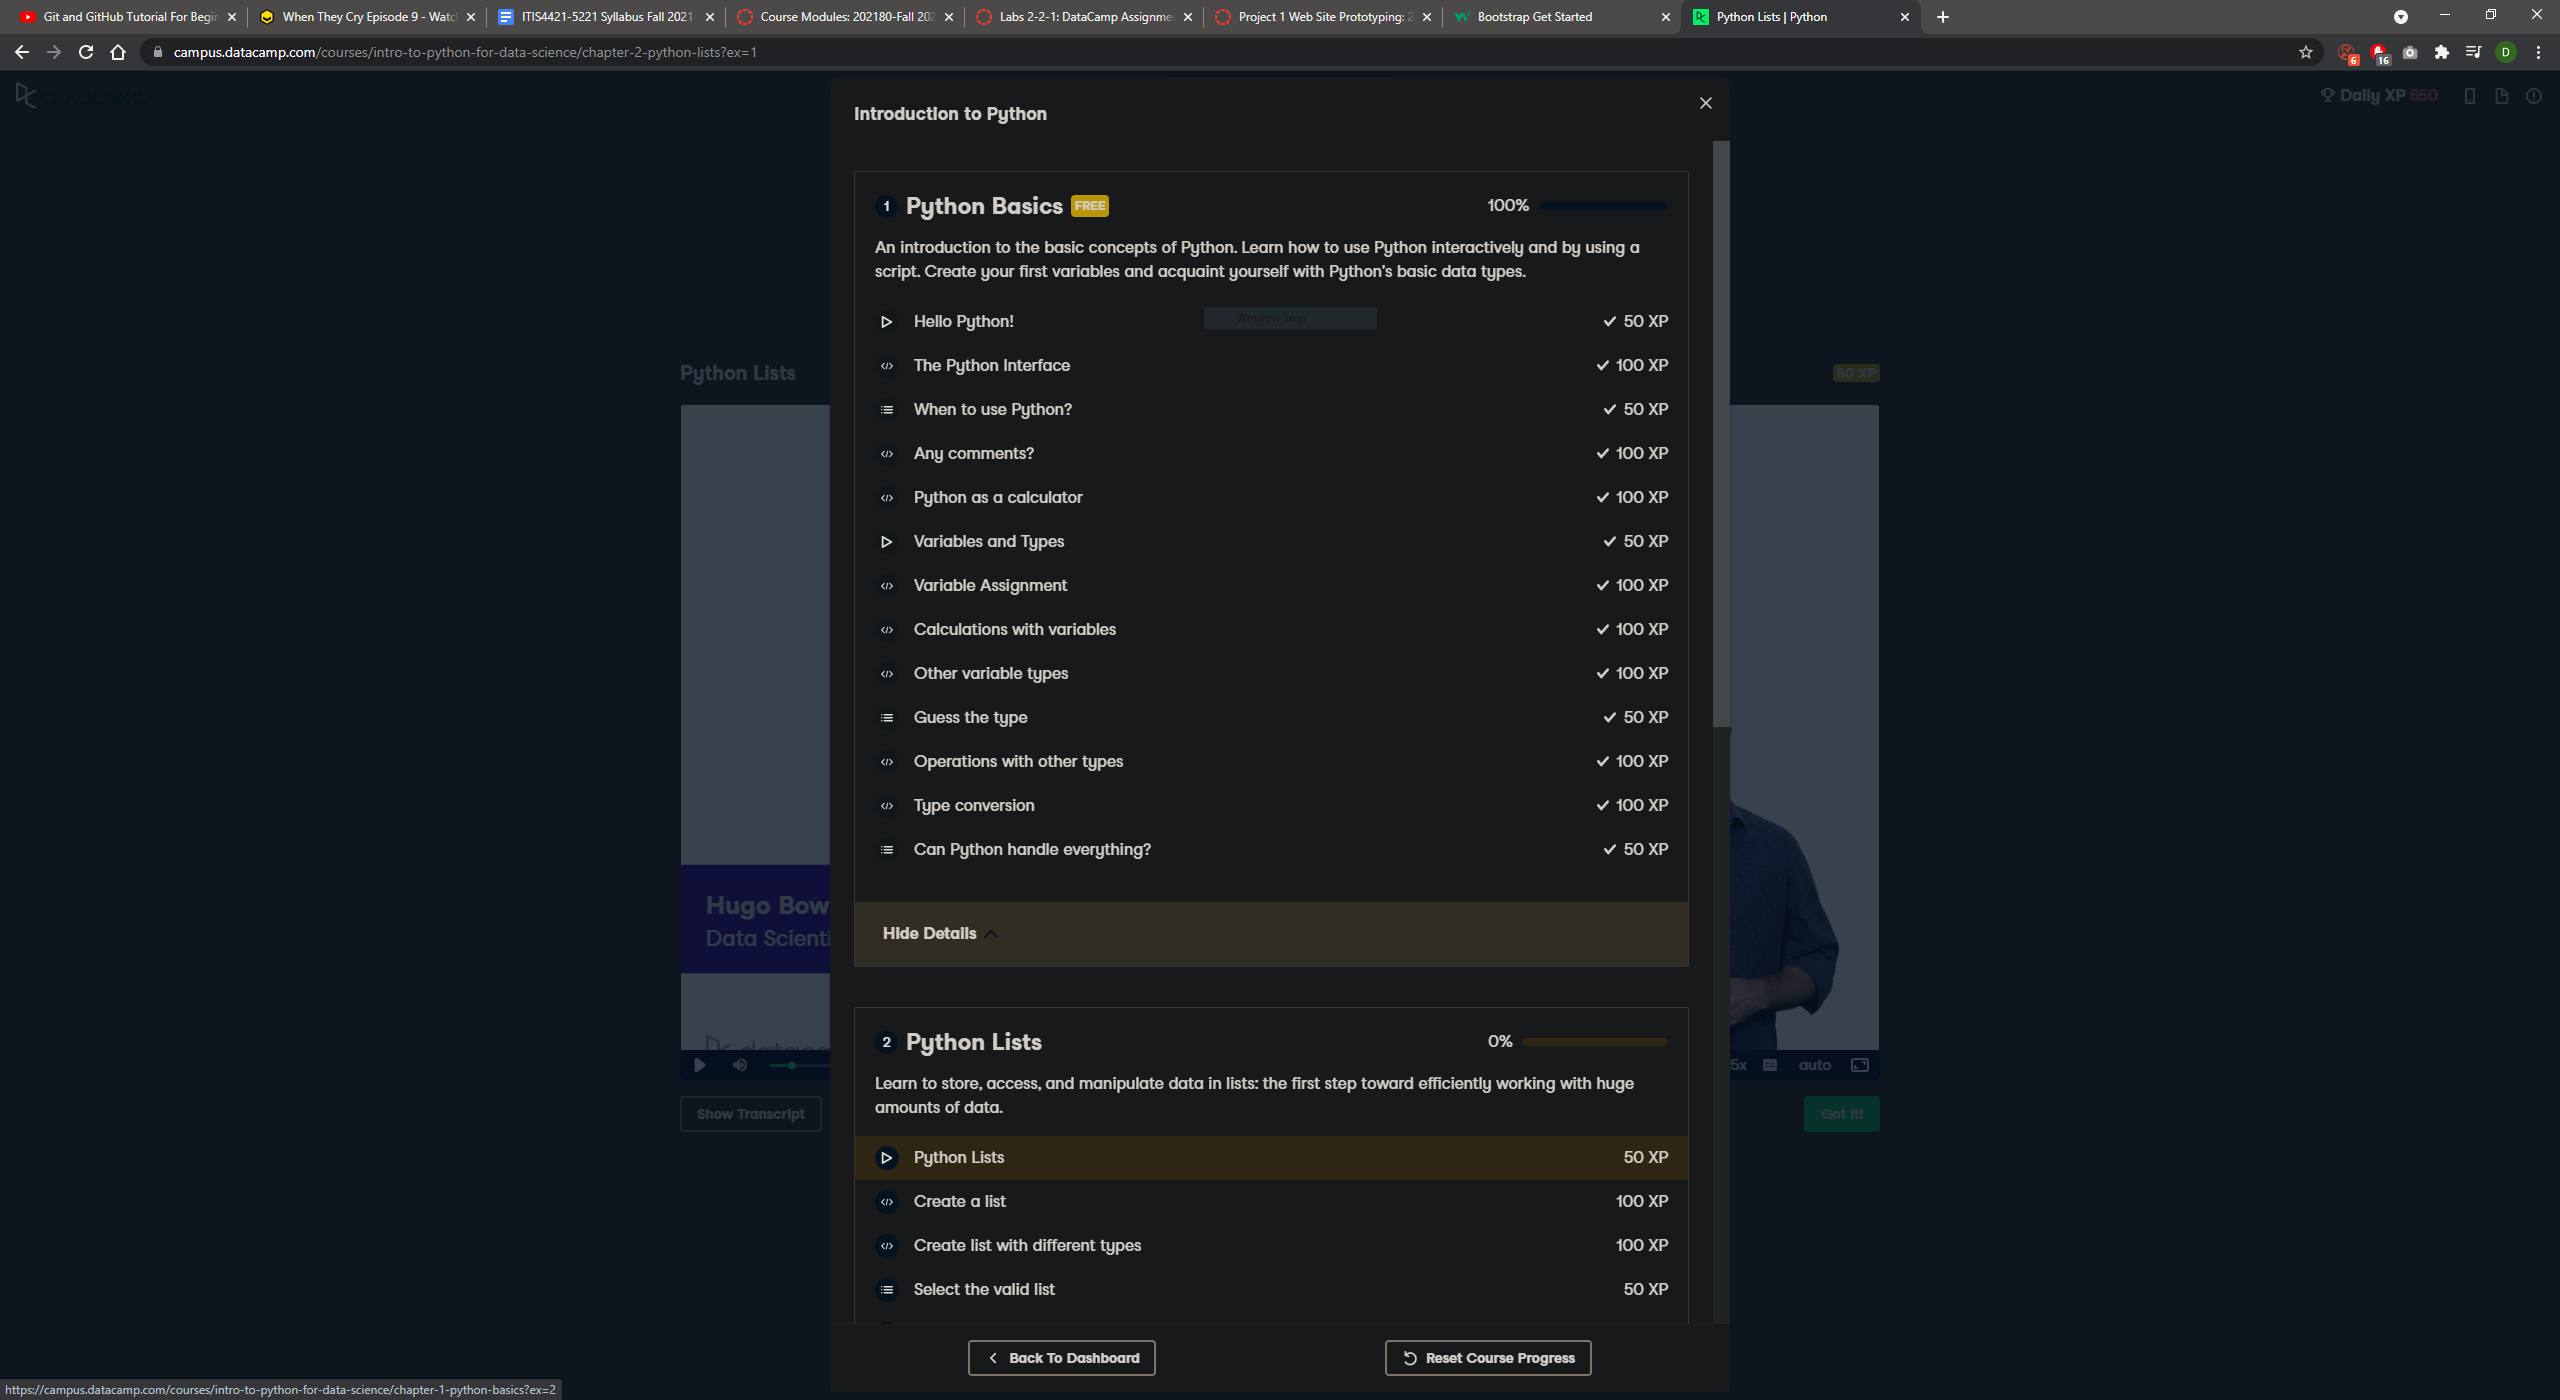 Git and GitHub Tutorial For Begin
When They Cry Episode 9 - Watc
ITIS4421-5221 Syllabus Fall 2021
Course Modules: 202180-Fall 202
Labs 2-2-1: DataCamp Assignme
Project 1 Web Site Prototyping: 2
Bootstrap Get Started
Python Lists | Python
campus.datacamp.com/courses/intro-to-python-for-data-science/chapter-2-python-lists?ex=1
6
16
D
datacamp
Daily XP 650
Introduction to Python
1 Python Basics FREE 100%
An introduction to the basic concepts of Python. Learn how to use Python interactively and by using a
script. Create your first variables and acquaint yourself with Python's basic data types.
Window Snip
Hello Python! 50 XP
The Python Interface 100 XP
Python Lists
50 XP
When to use Python? 50 XP
Any comments? 100 XP
Python as a calculator 100 XP
Variables and Types 50 XP
Variable Assignment 100 XP
Calculations with variables 100 XP
Other variable types 100 XP
Guess the type 50 XP
Operations with other types 100 XP
Type conversion 100 XP
Can Python handle everything? 50 XP
Hugo Bow
Data Scienti
Hide Details
2 Python Lists 0%
datacamp
Learn to store, access, and manipulate data in lists: the first step toward efficiently working with huge
amounts of data.
5x
auto
Show Transcript
Got It!
Python Lists 50 XP
Create a list 100 XP
Create list with different types 100 XP
Select the valid list 50 XP
Back To Dashboard
Reset Course Progress
https://campus.datacamp.com/courses/intro-to-python-for-data-science/chapter-1-python-basics?ex=2